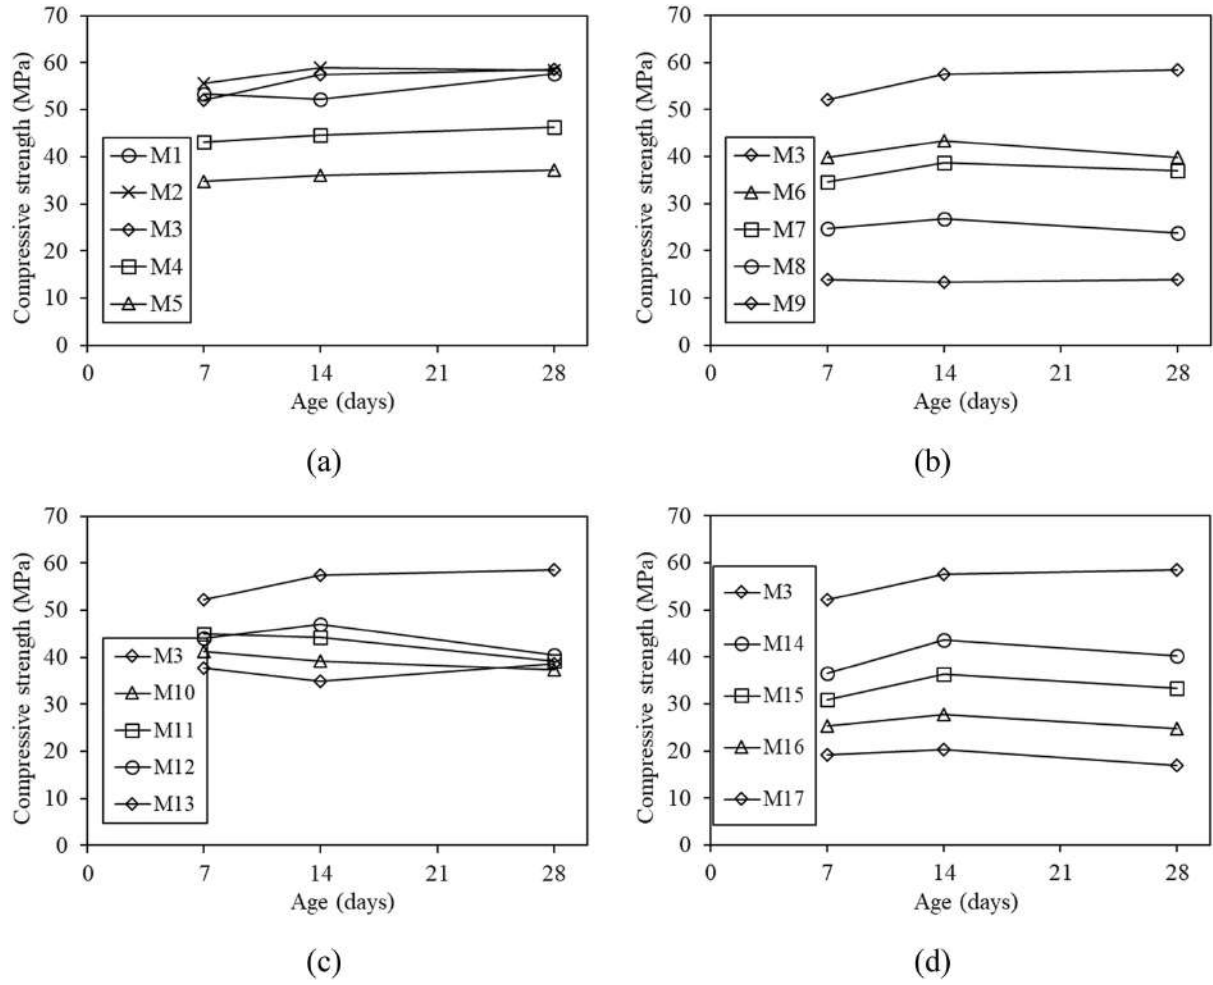 70
60
50
40
30
20
10
0
Compressive strength (MPa)
M1
M2
M3
M4
M5
0 7 14 21 28
Age (days)
(a)
70
60
50
40
30
20
10
0
Compressive strength (MPa)
M3
M6
M7
M8
M9
0 7 14 21 28
Age (days)
(b)
70
60
50
40
30
20
10
0
Compressive strength (MPa)
M3
M10
M11
M12
M13
0 7 14 21 28
Age (days)
(c)
70
60
50
40
30
20
10
0
Compressive strength (MPa)
M3
M14
M15
M16
M17
0 7 14 21 28
Age (days)
(d)